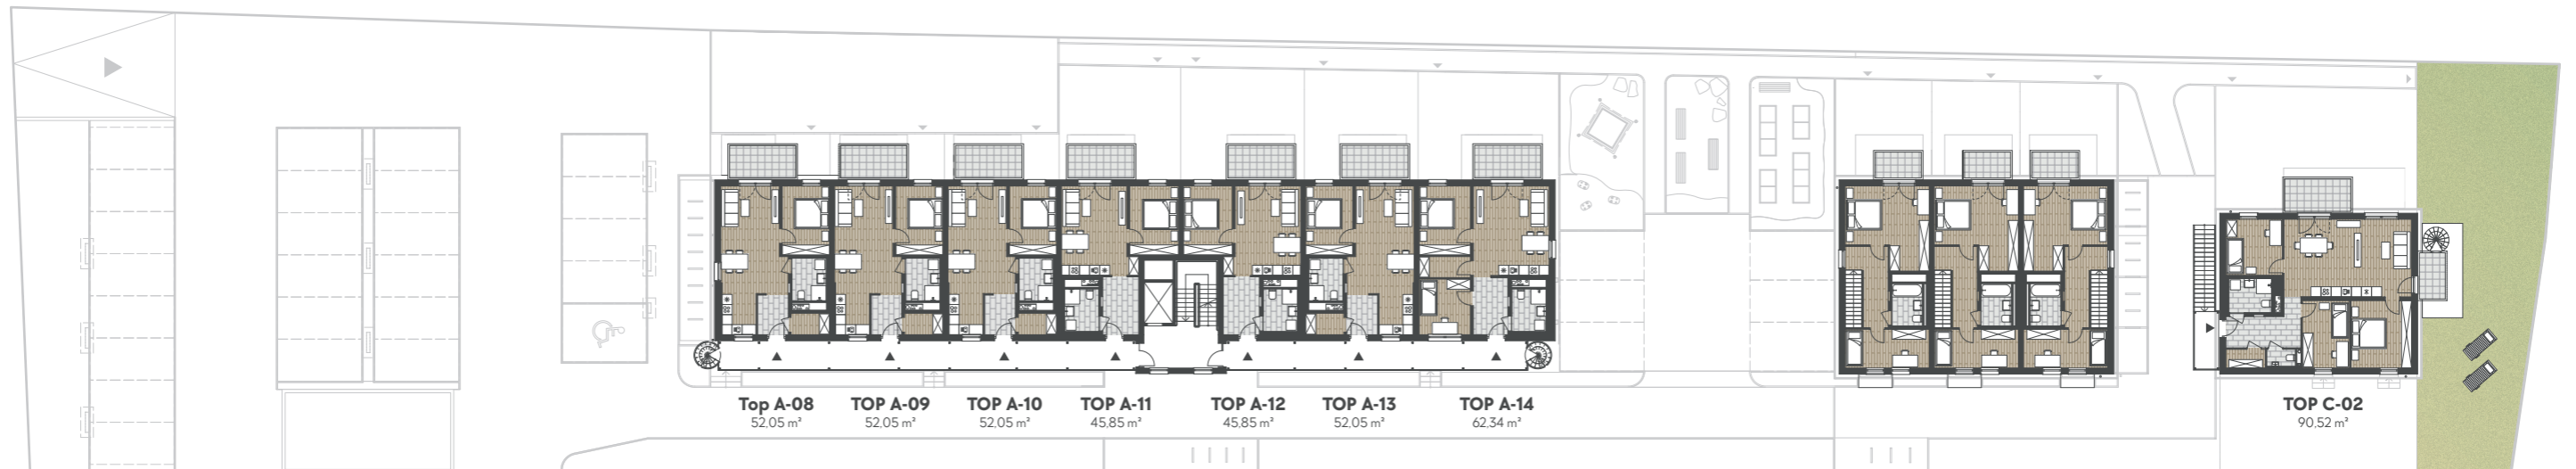 Top A-08
52,05 m²
TOP A-09
52,05 m²
TOP A-10
52,05 m²
TOP A-11
45,85 m²
TOP A-12
45,85 m²
TOP A-13
52,05 m²
TOP A-14
62,34 m²
TOP C-02
90,52 m²